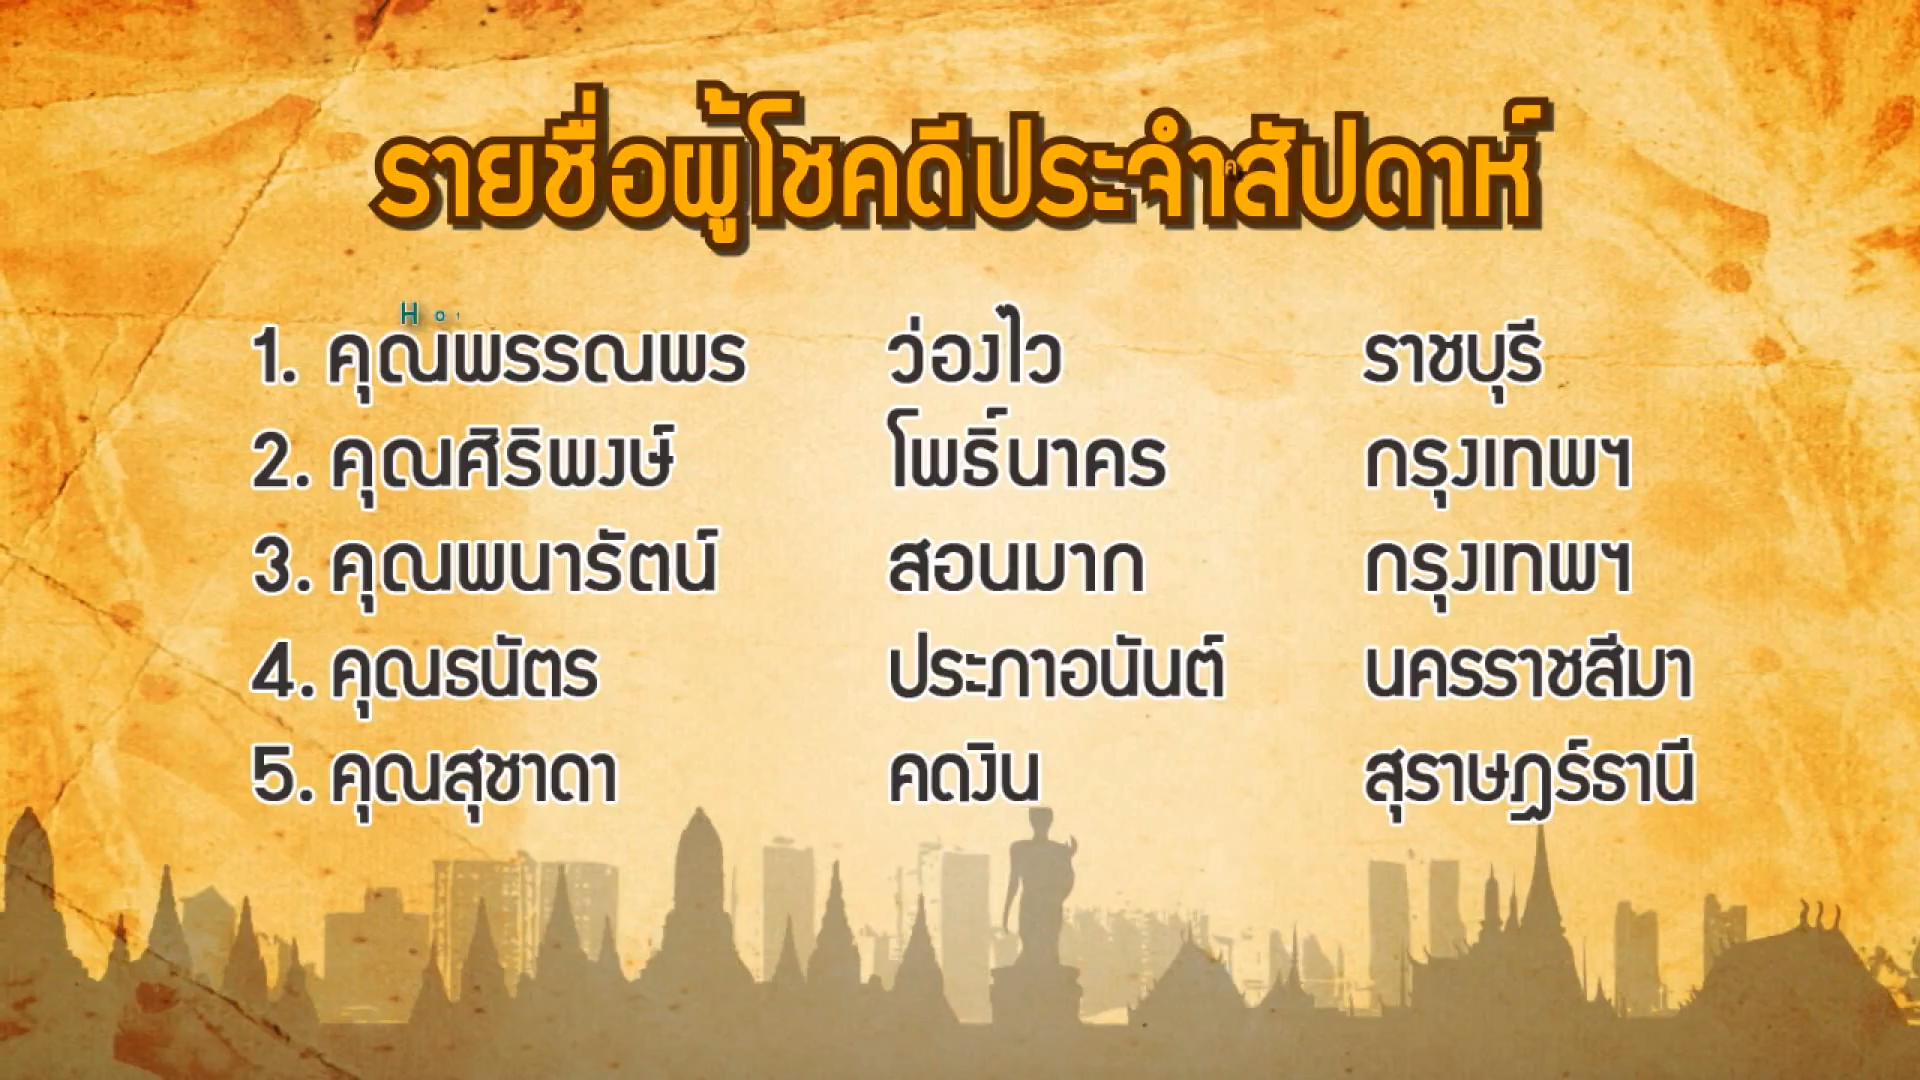 รายชื่อผู้โชคดีประจำสัปดาห์
1. คุณพรรณพร ว่องไว ราชบุรี
2. คุณศิริพงษ์ โพธิ์นาคร กรุงเทพฯ
3. คุณพนารัตน์ สอนมาก กรุงเทพฯ
4. คุณธนัตร ประภาอนันต์ นครราชสีมา
5. คุณสุชาดา คดงิน สุราษฎร์ธานี